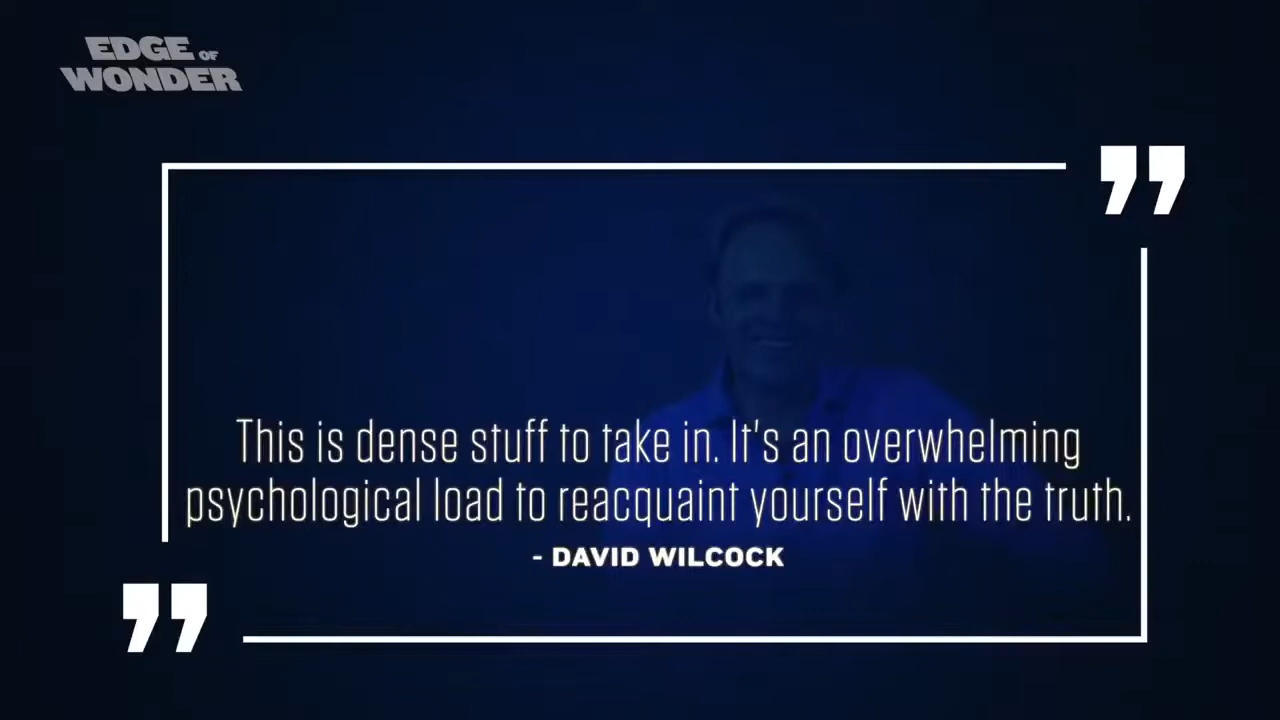 EDGE OF
WONDER
”
This is dense stuff to take in. It's an overwhelming
psychological load to reacquaint yourself with the truth.
- DAVID WILCOCK
”